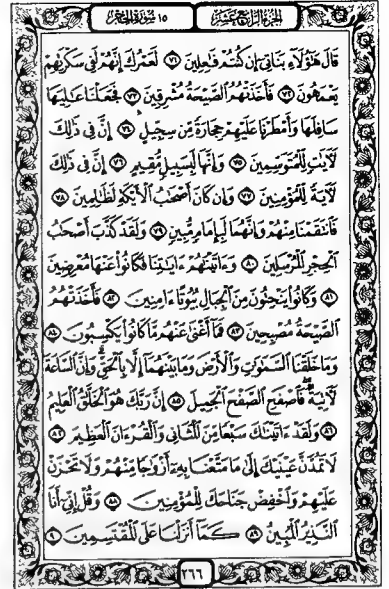 الجزء الرابع عشر
١٥ سورة الحجر
قَالَ هَٰٓؤُلَآءِ بَنَاتِىٓ إِن كُنتُمْ فَٰعِلِينَ ٧١ لَعَمْرُكَ إِنَّهُمْ لَفِى سَكْرَتِهِمْ
يَعْمَهُونَ ٧٢ فَأَخَذَتْهُمُ ٱلصَّيْحَةُ مُشْرِقِينَ ٧٣ فَجَعَلْنَا عَٰلِيَهَا
سَافِلَهَا وَأَمْطَرْنَا عَلَيْهِمْ حِجَارَةً مِّن سِجِّيلٍ ٧٤ إِنَّ فِى ذَٰلِكَ
لَءَايَٰتٍ لِّلْمُتَوَسِّمِينَ ٧٥ وَإِنَّهَا لَبِسَبِيلٍ مُّقِيمٍ ٧٦ إِنَّ فِى ذَٰلِكَ
لَءَايَةً لِّلْمُؤْمِنِينَ ٧٧ وَإِن كَانَ أَصْحَٰبُ ٱلْأَيْكَةِ لَظَٰلِمِينَ ٧٨
فَٱنتَقَمْنَا مِنْهُمْ وَإِنَّهُمَا لَبِإِمَامٍ مُّبِينٍ ٧٩ وَلَقَدْ كَذَّبَ أَصْحَٰبُ
ٱلْحِجْرِ ٱلْمُرْسَلِينَ ٨٠ وَءَاتَيْنَٰهُمْ ءَايَٰتِنَا فَكَانُوا۟ عَنْهَا مُعْرِضِينَ
٨١ وَكَانُوا۟ يَنْحِتُونَ مِنَ ٱلْجِبَالِ بُيُوتًا ءَامِنِينَ ٨٢ فَأَخَذَتْهُمُ
ٱلصَّيْحَةُ مُصْبِحِينَ ٨٣ فَمَآ أَغْنَىٰ عَنْهُم مَّا كَانُوا۟ يَكْسِبُونَ ٨٤
وَمَا خَلَقْنَا ٱلسَّمَٰوَٰتِ وَٱلْأَرْضَ وَمَا بَيْنَهُمَآ إِلَّا بِٱلْحَقِّ وَإِنَّ ٱلسَّاعَةَ
لَءَاتِيَةٌ فَٱصْفَحِ ٱلصَّفْحَ ٱلْجَمِيلَ ٨٥ إِنَّ رَبَّكَ هُوَ ٱلْخَلَّٰقُ ٱلْعَلِيمُ
٨٦ وَلَقَدْ ءَاتَيْنَٰكَ سَبْعًا مِّنَ ٱلْمَثَانِى وَٱلْقُرْءَانَ ٱلْعَظِيمَ ٨٧
لَا تَمُدَّنَّ عَيْنَيْكَ إِلَىٰ مَا مَتَّعْنَا بِهِۦٓ أَزْوَٰجًا مِّنْهُمْ وَلَا تَحْزَنْ
عَلَيْهِمْ وَٱخْفِضْ جَنَاحَكَ لِلْمُؤْمِنِينَ ٨٨ وَقُلْ إِنِّىٓ أَنَا
ٱلنَّذِيرُ ٱلْمُبِينُ ٨٩ كَمَآ أَنزَلْنَا عَلَى ٱلْمُقْتَسِمِينَ ٩٠
٢٦٦